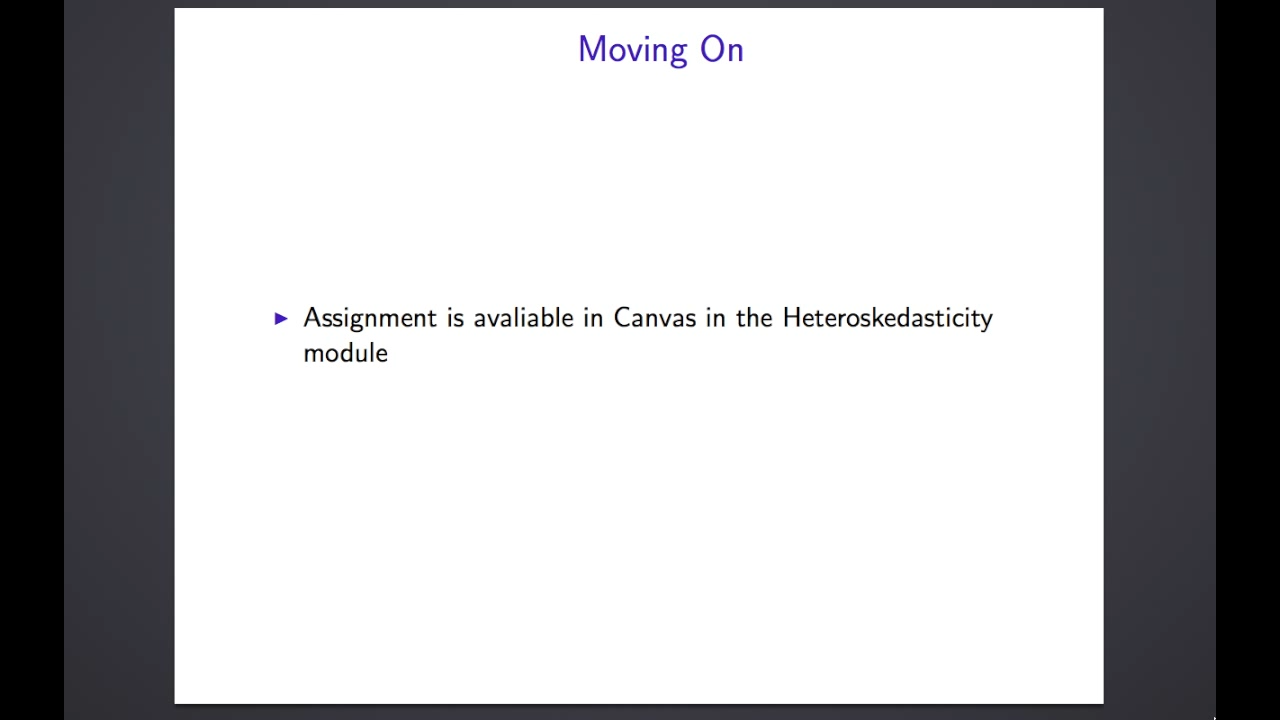 Moving On
Assignment is avaliable in Canvas in the Heteroskedasticity
module